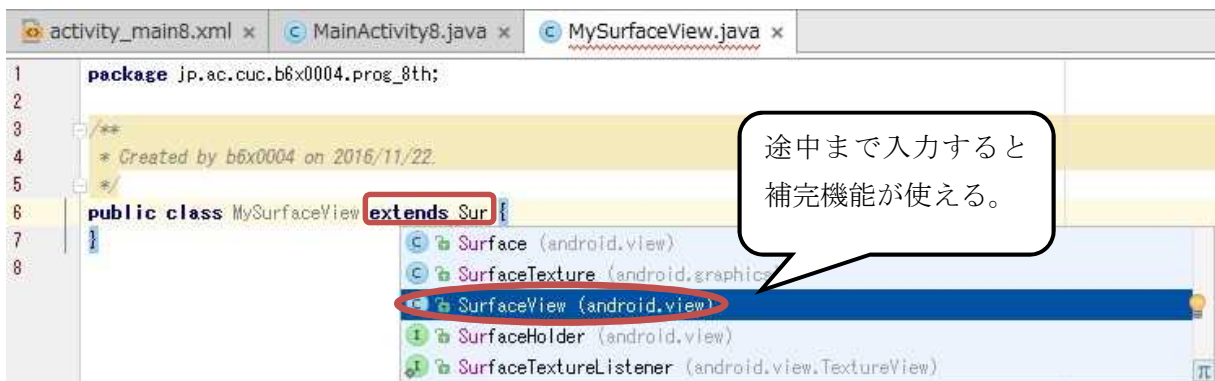 activity_main8.xml × MainActivity8.java × MySurfaceView.java ×
1 package jp.ac.cuc.b6x0004.prog_8th;
2
3 /**
4 * Created by b6x0004 on 2016/11/22.
5 */
6 public class MySurfaceView extends Sur {
7 }
8
途中まで入力すると
補完機能が使える。
Surface (android.view)
SurfaceTexture (android.graphics
SurfaceView (android.view)
SurfaceHolder (android.view)
SurfaceTextureListener (android.view.TextureView)
π